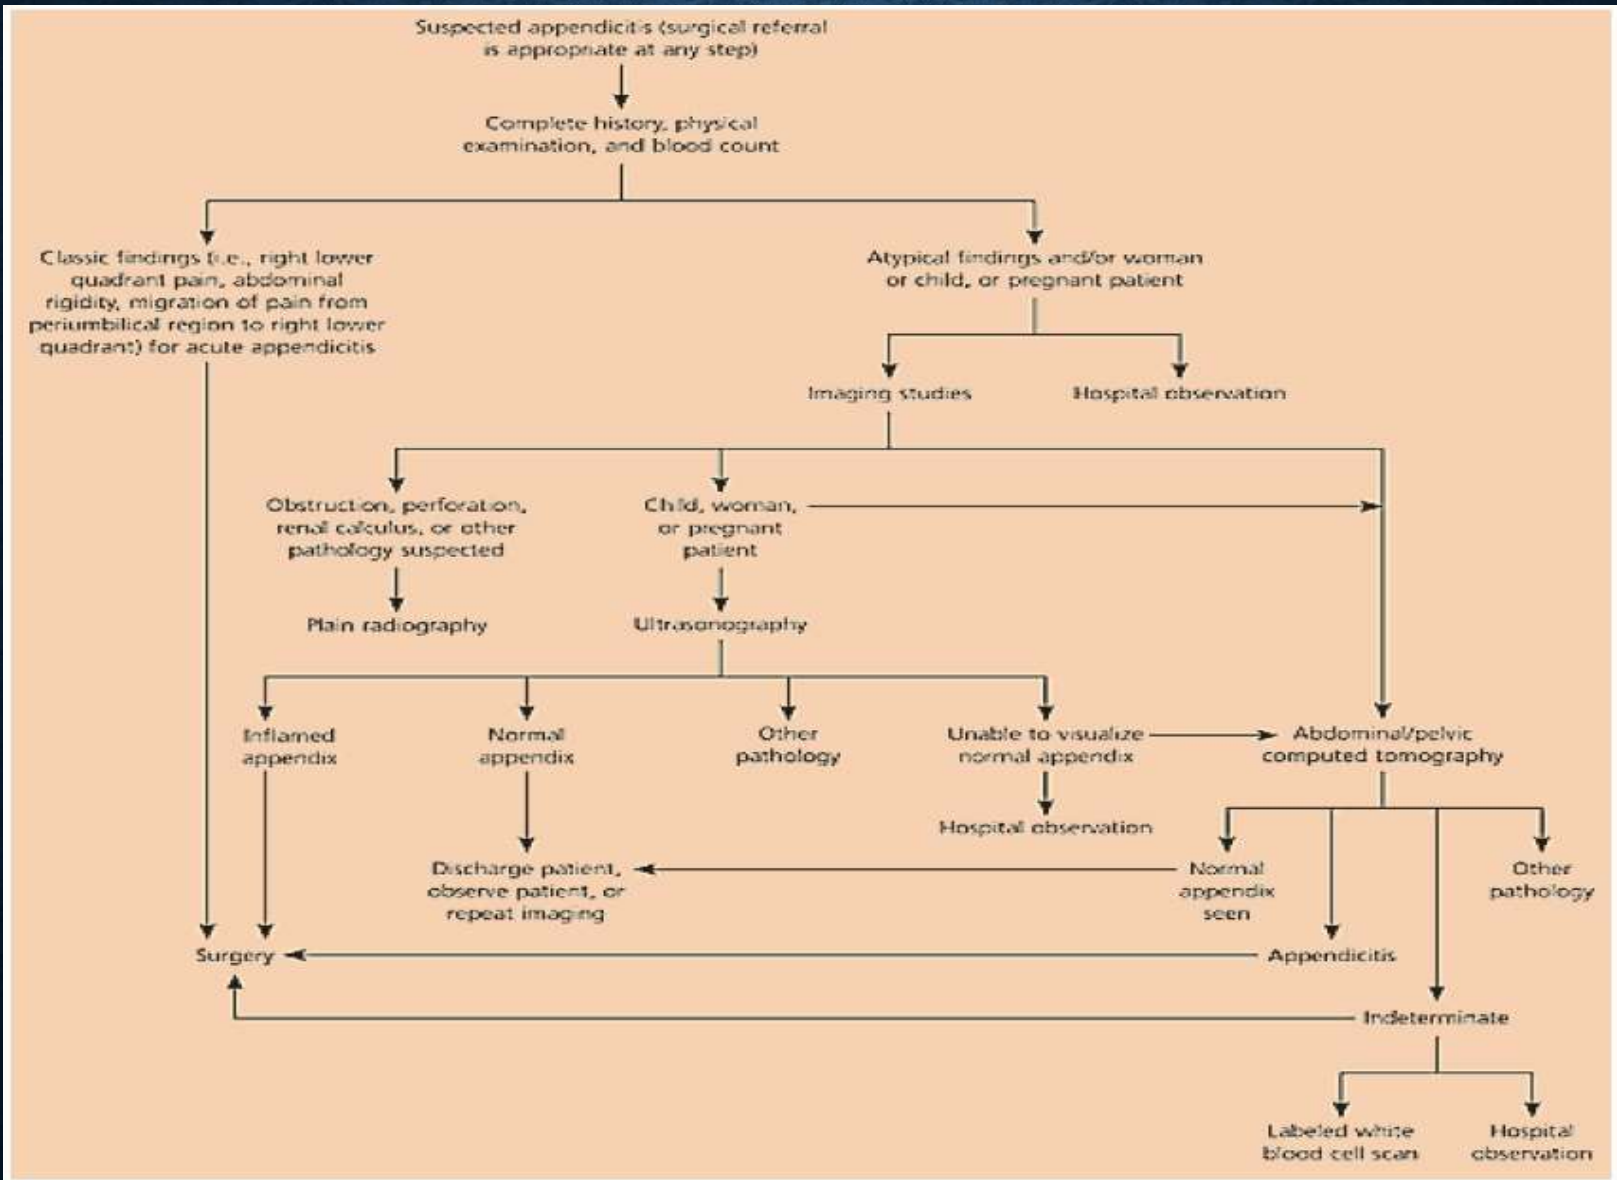 Suspected appendicitis (surgical referral
is appropriate at any step)
Complete history, physical
examination, and blood count
Classic findings (i.e., right lower
quadrant pain, abdominal
rigidity, migration of pain from
periumbilical region to right lower
quadrant) for acute appendicitis
Atypical findings and/or woman
or child, or pregnant patient
Imaging studies
Hospital observation
Obstruction, perforation,
renal calculus, or other
pathology suspected
Child, woman,
or pregnant
patient
Plain radiography
Ultrasonography
Inflamed
appendix
Normal
appendix
Other
pathology
Unable to visualize
normal appendix
Abdominal/pelvic
computed tomography
Hospital observation
Discharge patient,
observe patient, or
repeat imaging
Normal
appendix
seen
Other
pathology
Surgery
Appendicitis
Indeterminate
Labeled white
blood cell scan
Hospital
observation